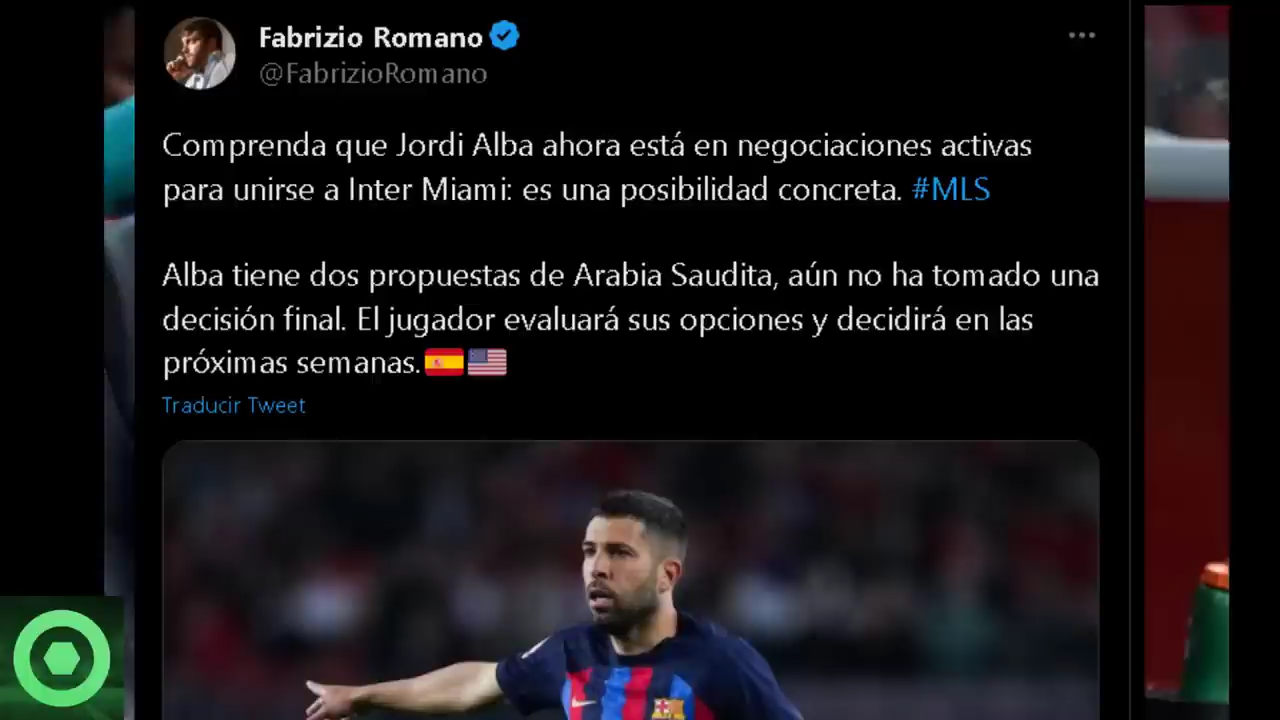 Fabrizio Romano
@FabrizioRomano
Comprenda que Jordi Alba ahora está en negociaciones activas
para unirse a Inter Miami: es una posibilidad concreta. #MLS
Alba tiene dos propuestas de Arabia Saudita, aún no ha tomado una
decisión final. El jugador evaluará sus opciones y decidirá en las
próximas semanas.
Traducir Tweet